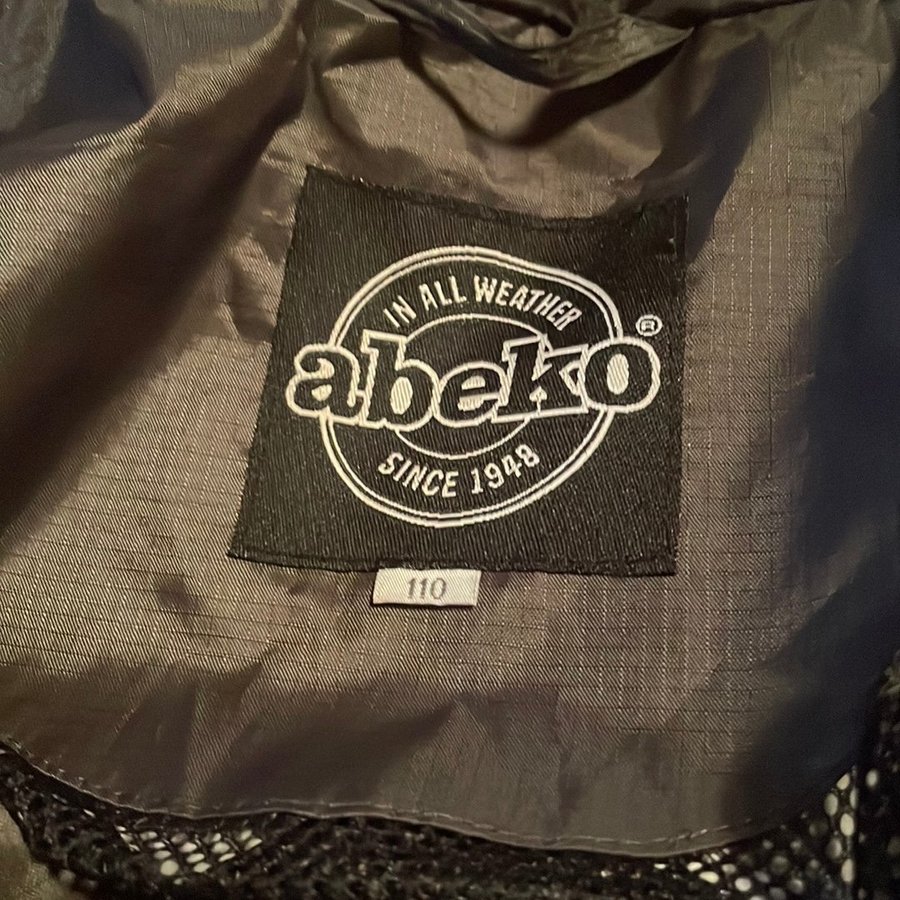 IN ALL WEATHER
abeko®
SINCE 1948
110